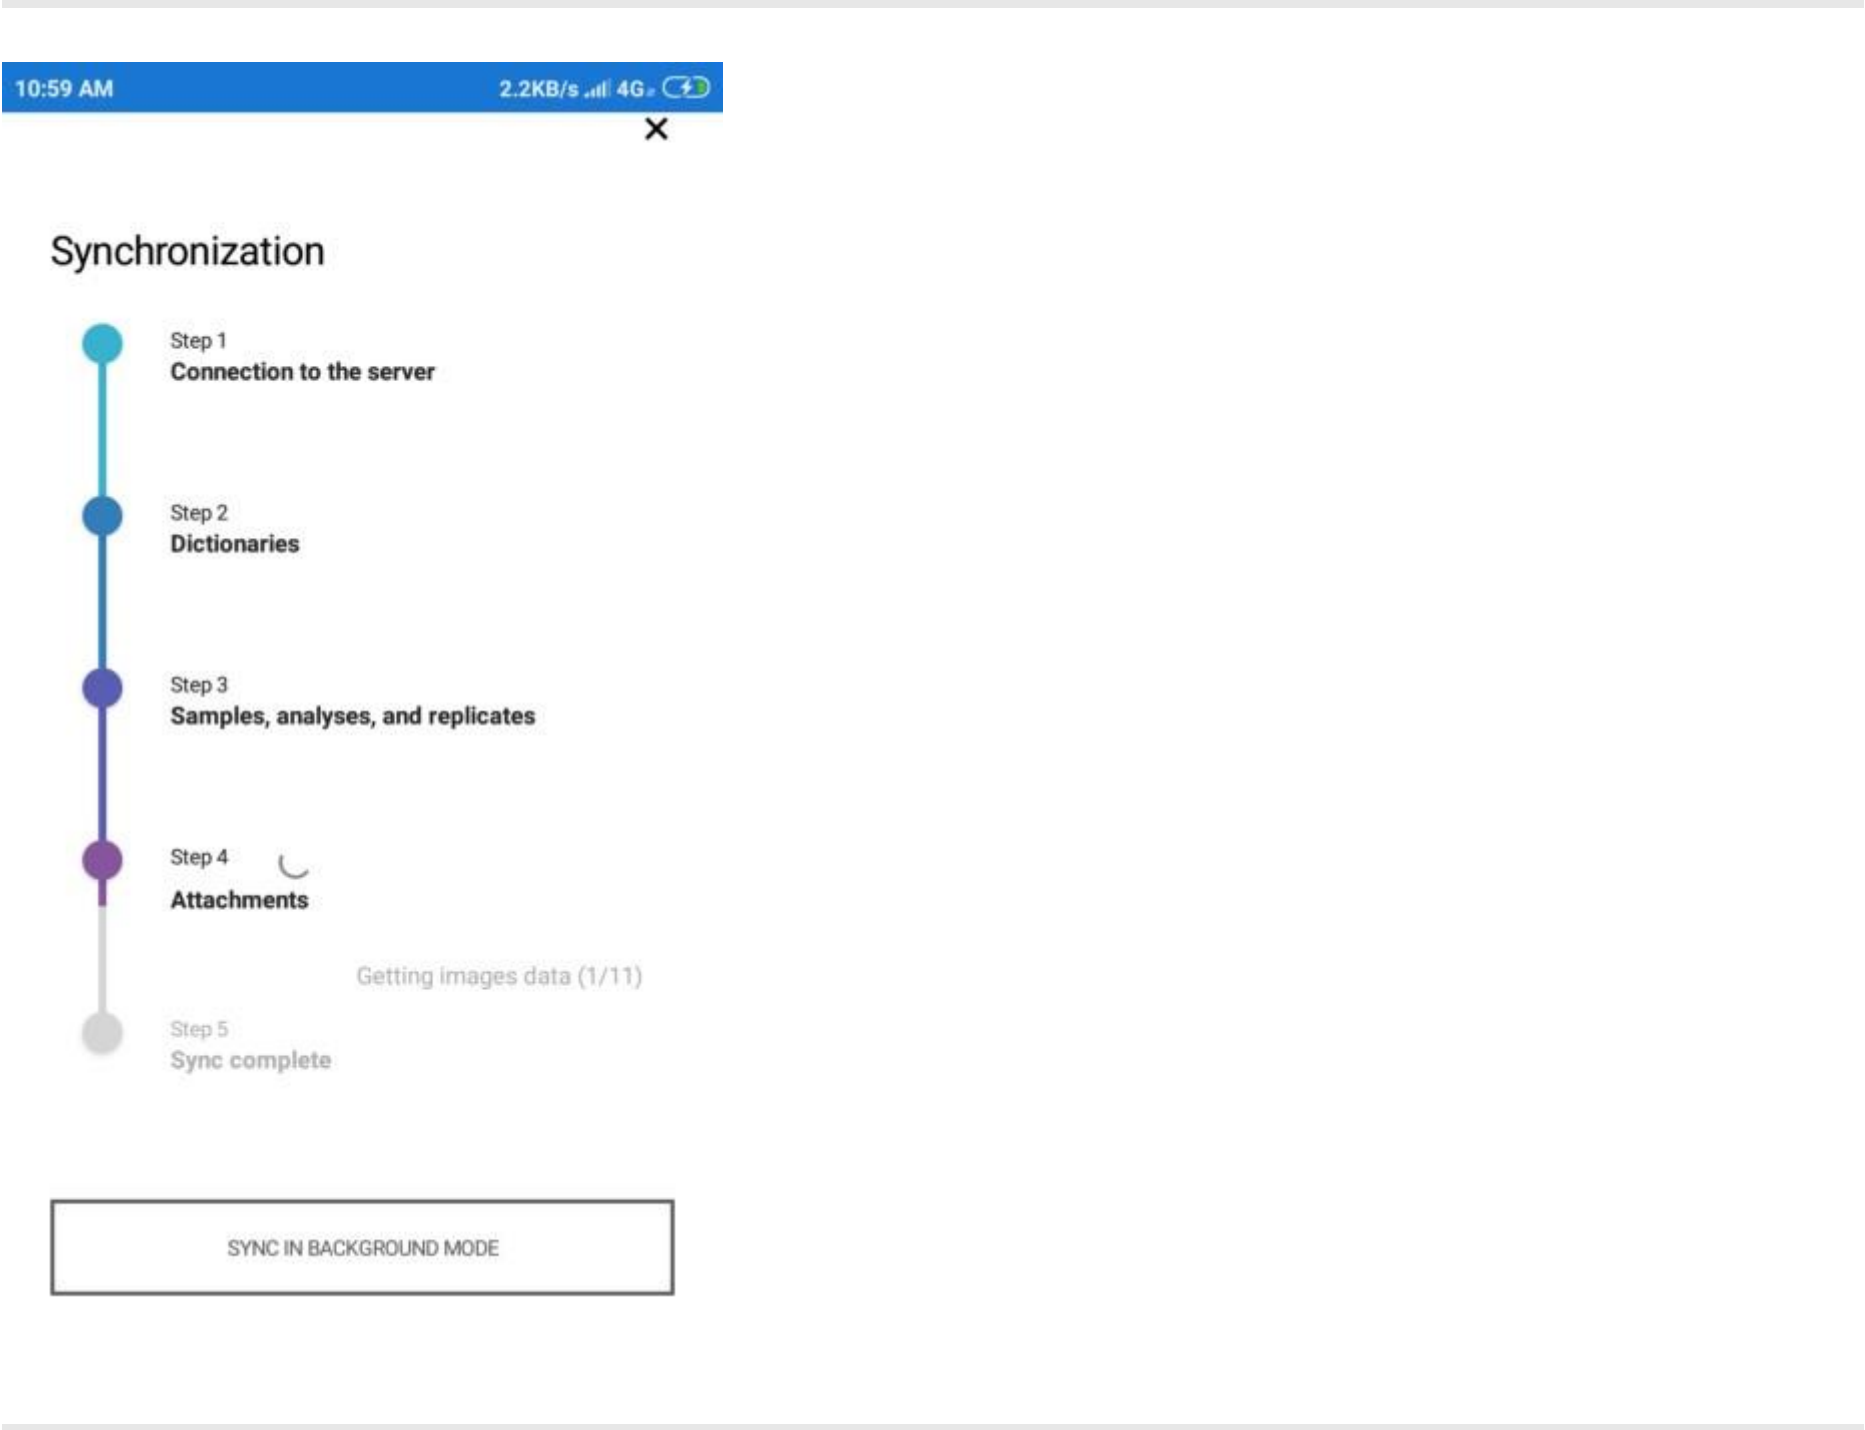 10:59 AM 2.2KB/s 4G
Synchronization
Step 1
Connection to the server
Step 2
Dictionaries
Step 3
Samples, analyses, and replicates
Step 4
Attachments
Getting images data (1/11)
Step 5
Sync complete
SYNC IN BACKGROUND MODE